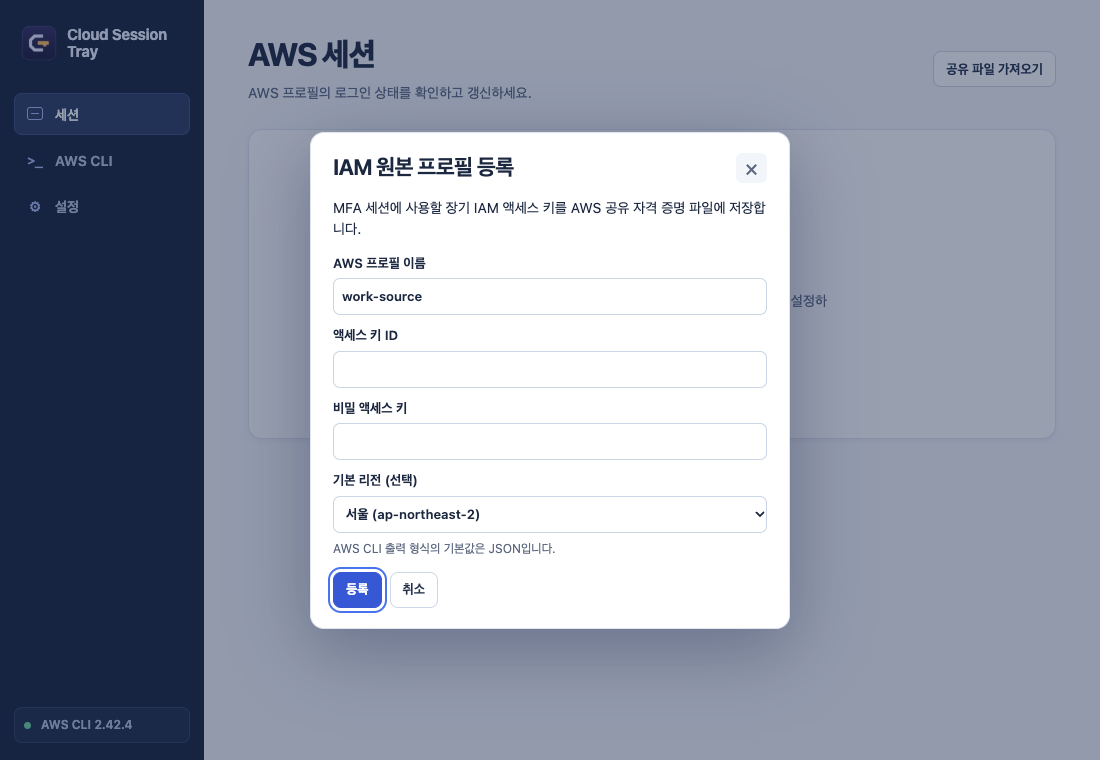 Cloud Session
Tray
세션
>_ AWS CLI
설정
AWS CLI 2.42.4
AWS 세션
AWS 프로필의 로그인 상태를 확인하고 갱신하세요.
공유 파일 가져오기
설정하
IAM 원본 프로필 등록
MFA 세션에 사용할 장기 IAM 액세스 키를 AWS 공유 자격 증명 파일에 저장합
니다.
AWS 프로필 이름
work-source
액세스 키 ID
비밀 액세스 키
기본 리전 (선택)
서울 (ap-northeast-2)
AWS CLI 출력 형식의 기본값은 JSON입니다.
등록
취소